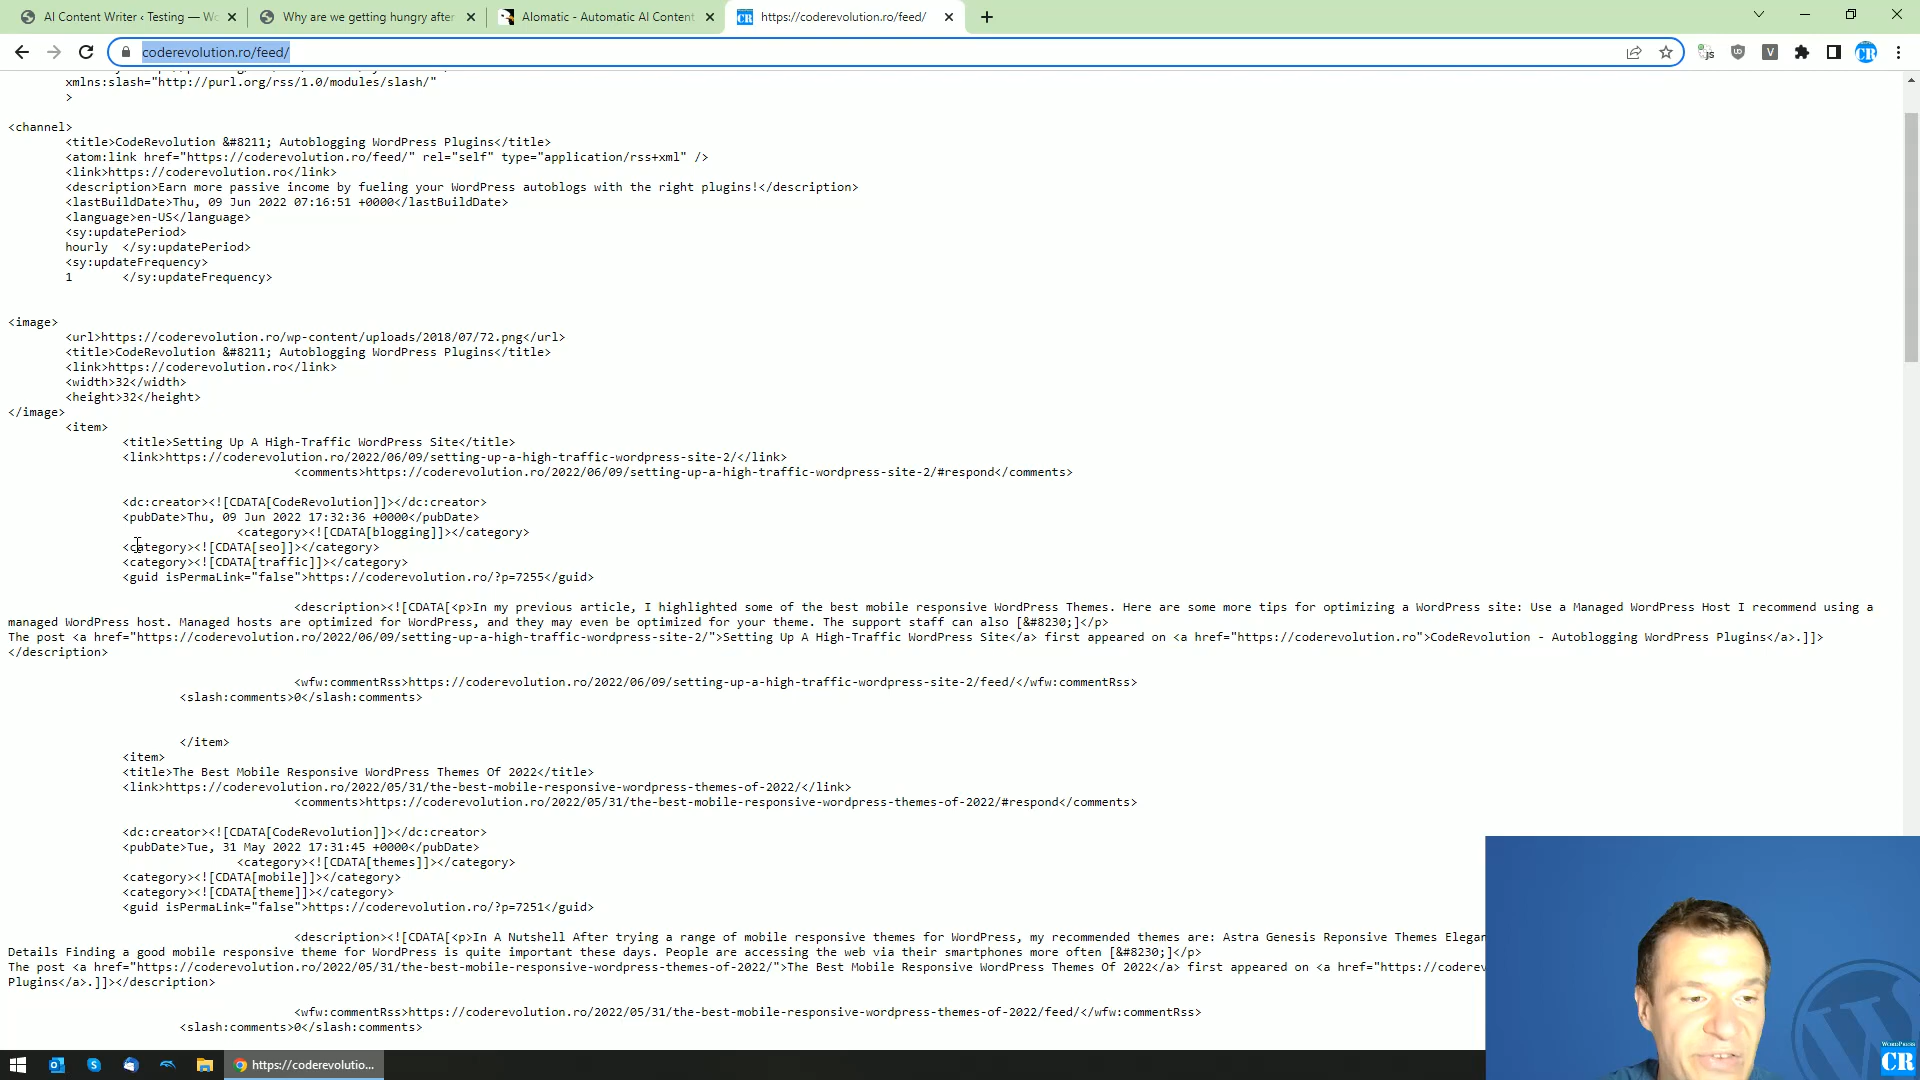 AI Content Writer ‹ Testing — Wo
Why are we getting hungry after
AIomatic - Automatic AI Content
https://coderevolution.ro/feed/
coderevolution.ro/feed/
xmlns:slash="http://purl.org/rss/1.0/modules/slash/"
>
<channel>
<title>CodeRevolution &#8211; Autoblogging WordPress Plugins</title>
<atom:link href="https://coderevolution.ro/feed/" rel="self" type="application/rss+xml" />
<link>https://coderevolution.ro</link>
<description>Earn more passive income by fueling your WordPress autoblogs with the right plugins!</description>
<lastBuildDate>Thu, 09 Jun 2022 07:16:51 +0000</lastBuildDate>
<language>en-US</language>
<sy:updatePeriod>
hourly </sy:updatePeriod>
<sy:updateFrequency>
1 </sy:updateFrequency>
<image>
<url>https://coderevolution.ro/wp-content/uploads/2018/07/72.png</url>
<title>CodeRevolution &#8211; Autoblogging WordPress Plugins</title>
<link>https://coderevolution.ro</link>
<width>32</width>
<height>32</height>
</image>
<item>
<title>Setting Up A High-Traffic WordPress Site</title>
<link>https://coderevolution.ro/2022/06/09/setting-up-a-high-traffic-wordpress-site-2/</link>
<comments>https://coderevolution.ro/2022/06/09/setting-up-a-high-traffic-wordpress-site-2/#respond</comments>
<dc:creator><![CDATA[CodeRevolution]]></dc:creator>
<pubDate>Thu, 09 Jun 2022 17:32:36 +0000</pubDate>
<category><![CDATA[blogging]]></category>
<category><![CDATA[seo]]></category>
<category><![CDATA[traffic]]></category>
<guid isPermaLink="false">https://coderevolution.ro/?p=7255</guid>
<description><![CDATA[<p>In my previous article, I highlighted some of the best mobile responsive WordPress Themes. Here are some more tips for optimizing a WordPress site: Use a Managed WordPress Host I recommend using a
managed WordPress host. Managed hosts are optimized for WordPress, and they may even be optimized for your theme. The support staff can also [&#8230;]</p>
The post <a href="https://coderevolution.ro/2022/06/09/setting-up-a-high-traffic-wordpress-site-2/">Setting Up A High-Traffic WordPress Site</a> first appeared on <a href="https://coderevolution.ro">CodeRevolution - Autoblogging WordPress Plugins</a>.]]>
</description>
<wfw:commentRss>https://coderevolution.ro/2022/06/09/setting-up-a-high-traffic-wordpress-site-2/feed/</wfw:commentRss>
<slash:comments>0</slash:comments>
</item>
<item>
<title>The Best Mobile Responsive WordPress Themes Of 2022</title>
<link>https://coderevolution.ro/2022/05/31/the-best-mobile-responsive-wordpress-themes-of-2022/</link>
<comments>https://coderevolution.ro/2022/05/31/the-best-mobile-responsive-wordpress-themes-of-2022/#respond</comments>
<dc:creator><![CDATA[CodeRevolution]]></dc:creator>
<pubDate>Tue, 31 May 2022 17:31:45 +0000</pubDate>
<category><![CDATA[themes]]></category>
<category><![CDATA[mobile]]></category>
<category><![CDATA[theme]]></category>
<guid isPermaLink="false">https://coderevolution.ro/?p=7251</guid>
<description><![CDATA[<p>In A Nutshell After trying a range of mobile responsive themes for WordPress, my recommended themes are: Astra Genesis Reponsive Themes Elegan
Details Finding a good mobile responsive theme for WordPress is quite important these days. People are accessing the web via their smartphones more often [&#8230;]</p>
The post <a href="https://coderevolution.ro/2022/05/31/the-best-mobile-responsive-wordpress-themes-of-2022/">The Best Mobile Responsive WordPress Themes Of 2022</a> first appeared on <a href="https://coderev
Plugins</a>.]]></description>
<wfw:commentRss>https://coderevolution.ro/2022/05/31/the-best-mobile-responsive-wordpress-themes-of-2022/feed/</wfw:commentRss>
<slash:comments>0</slash:comments>
https://coderevolutio...
WORDPRESS
CR